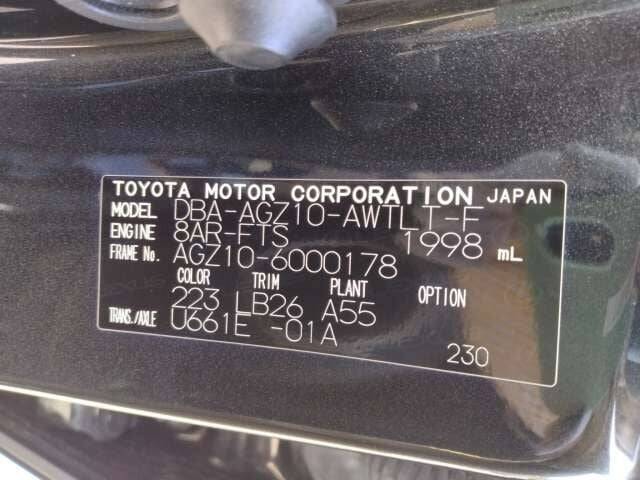 TOYOTA MOTOR CORPORATION JAPAN
MODEL DBA-AGZ10-AWTLT-F
ENGINE 8AR-FTS 1998 mL
FRAME No. AGZ10-6000178
COLOR TRIM PLANT OPTION
223 LB26 A55
TRANS./AXLE U661E -01A
230